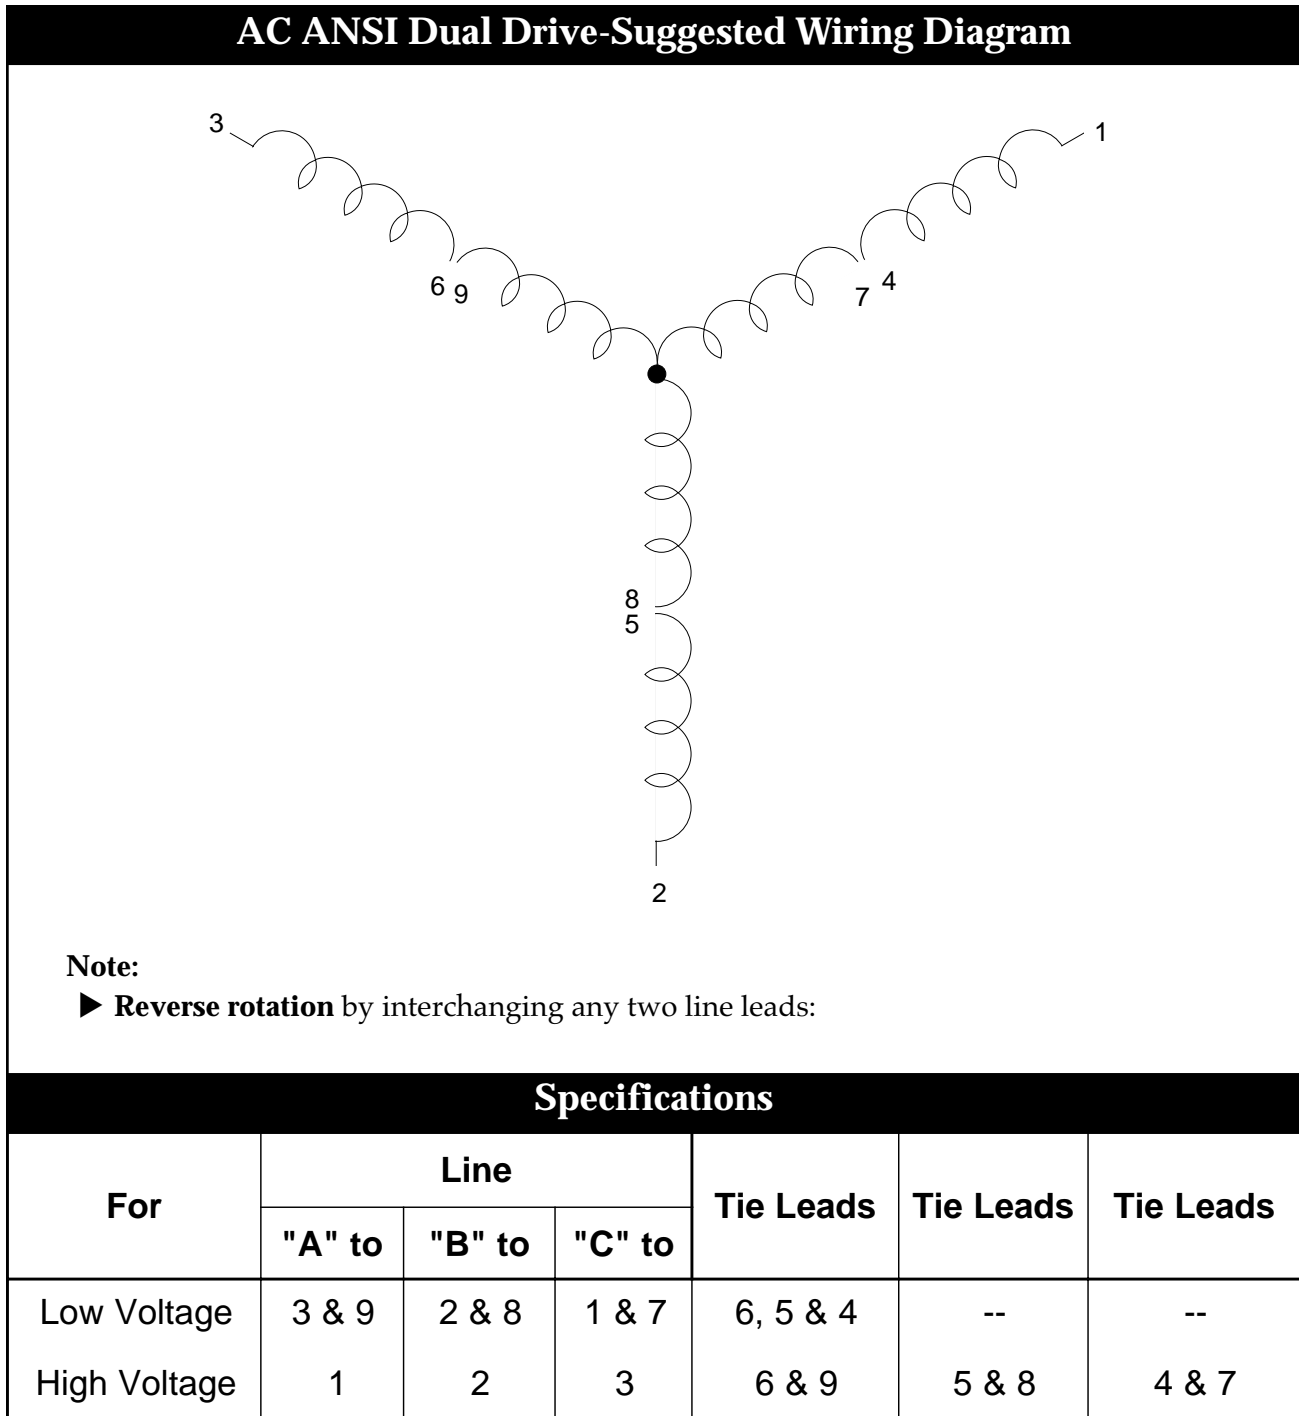 AC ANSI Dual Drive-Suggested Wiring Diagram
3
1
6 9
7 4
8
5
2
Note:
▶ Reverse rotation by interchanging any two line leads:
Specifications
For Line Tie Leads Tie Leads Tie Leads
"A" to "B" to "C" to
Low Voltage 3 & 9 2 & 8 1 & 7 6, 5 & 4 -- --
High Voltage 1 2 3 6 & 9 5 & 8 4 & 7